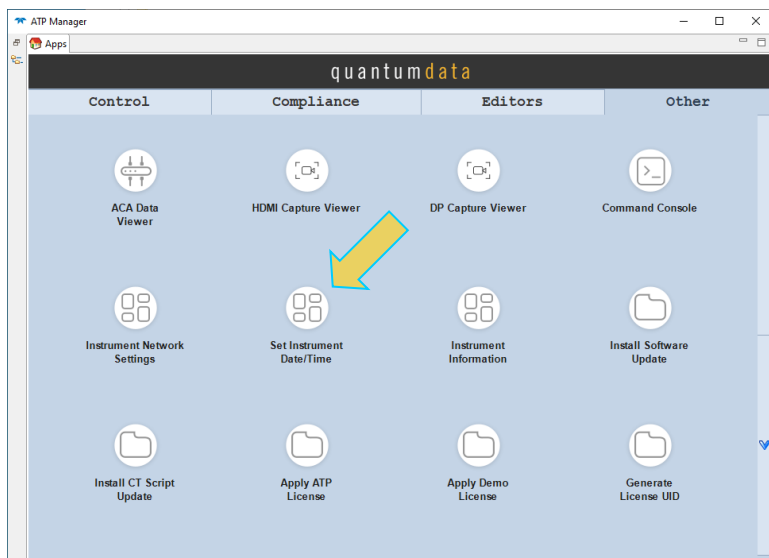 ATP Manager
Apps
quantumdata
Control Compliance Editors Other
ACA Data
Viewer
HDMI Capture Viewer
DP Capture Viewer
Command Console
Instrument Network
Settings
Set Instrument
Date/Time
Instrument
Information
Install Software
Update
Install CT Script
Update
Apply ATP
License
Apply Demo
License
Generate
License UID